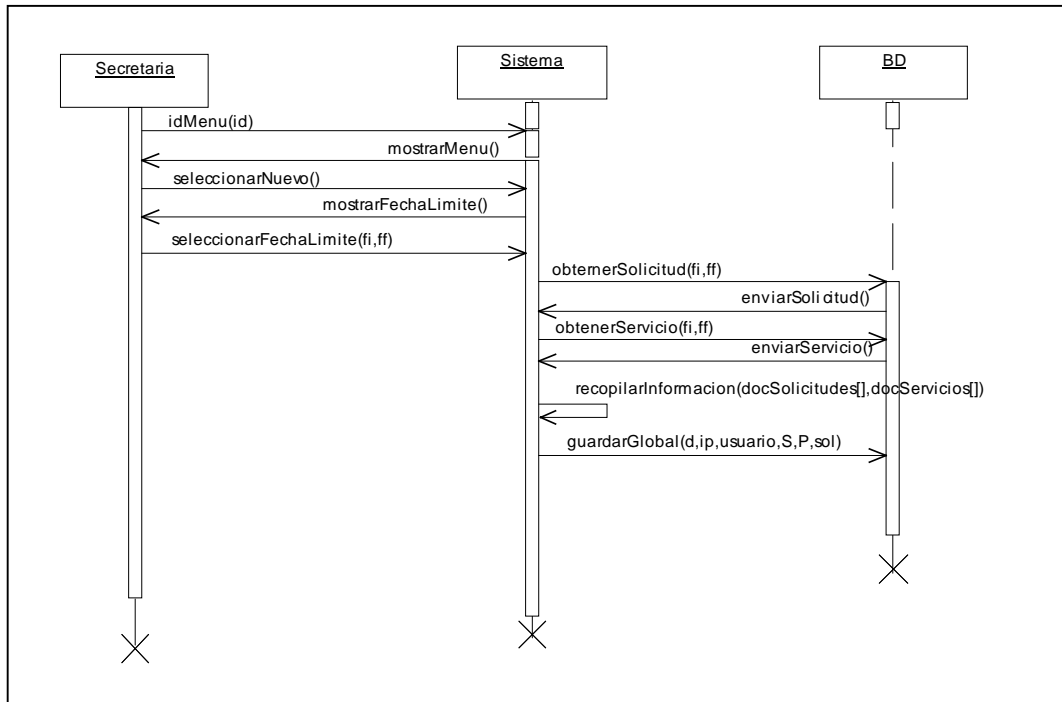 Secretaria
Sistema
BD
idMenu(id)
mostrarMenu()
seleccionarNuevo()
mostrarFechaLimite()
seleccionarFechaLimite(fi,ff)
obternerSolicitud(fi,ff)
enviarSolicitud()
obtenerServicio(fi,ff)
enviarServicio()
recopilarInformacion(docSolicitudes[],docServicios[])
guardarGlobal(d,ip,usuario,S,P,sol)